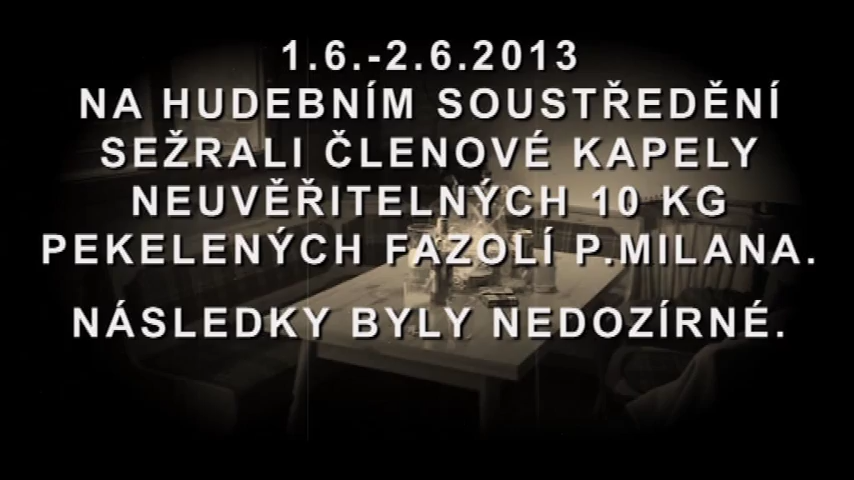 1.6.-2.6.2013
NA HUDEBNÍM SOUSTŘEDĚNÍ
SEŽRALI ČLENOVÉ KAPELY
NEUVĚŘITELNÝCH 10 KG
PEKELENÝCH FAZOLÍ P.MILANA.
NÁSLEDKY BYLY NEDOZÍRNÉ.